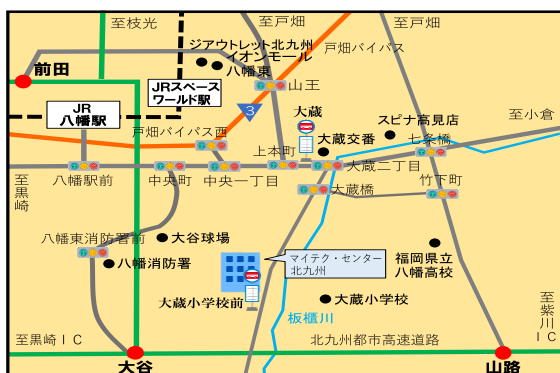 至枝光
至戸畑
至戸畑
ジアウトレット北九州
イオンモール
八幡東
戸畑バイパス
前田
JRスペース
ワールド駅
山王
JR
八幡駅
3
大蔵
スピナ高見店
至小倉
戸畑バイパス西
大蔵交番
七条橋
上本町
大蔵二丁目
八幡駅前
中央町
中央一丁目
至黒崎
大蔵橋
竹下町
八幡東消防署前
大谷球場
八幡消防署
マイテク・センター
北九州
福岡県立
八幡高校
大蔵小学校前
大蔵小学校
板櫃川
至紫川IC
至黒崎IC
北九州都市高速道路
大谷
山路